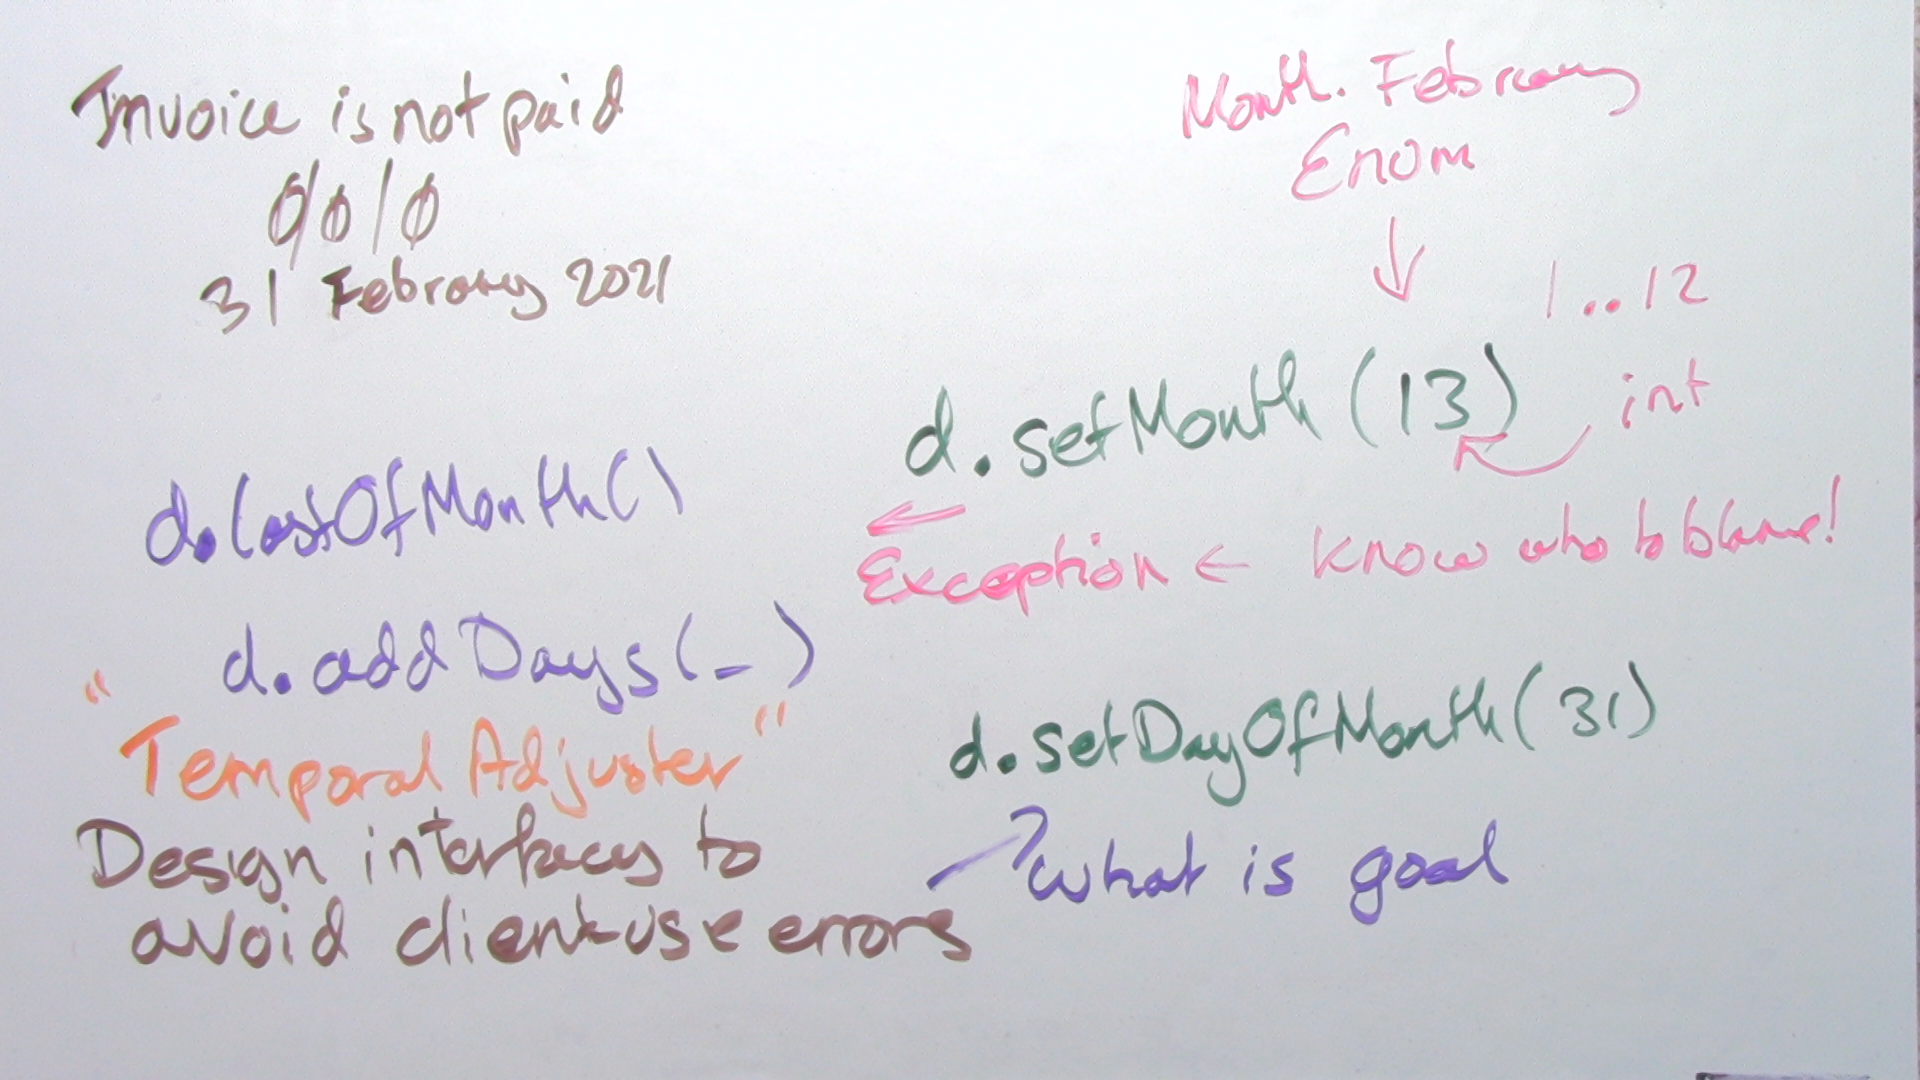 Invoice is not paid
0/0/0
31 February 2021
d.lastOfMonth()
d.addDays(-)
"Temporal Adjuster"
Design interfaces to
avoid client-use errors
Month.February
Enum
↓
1..12
int
d.setMonth(13)
←
Exception ← know who to blame!
d.setDayOfMonth(31)
what is goal